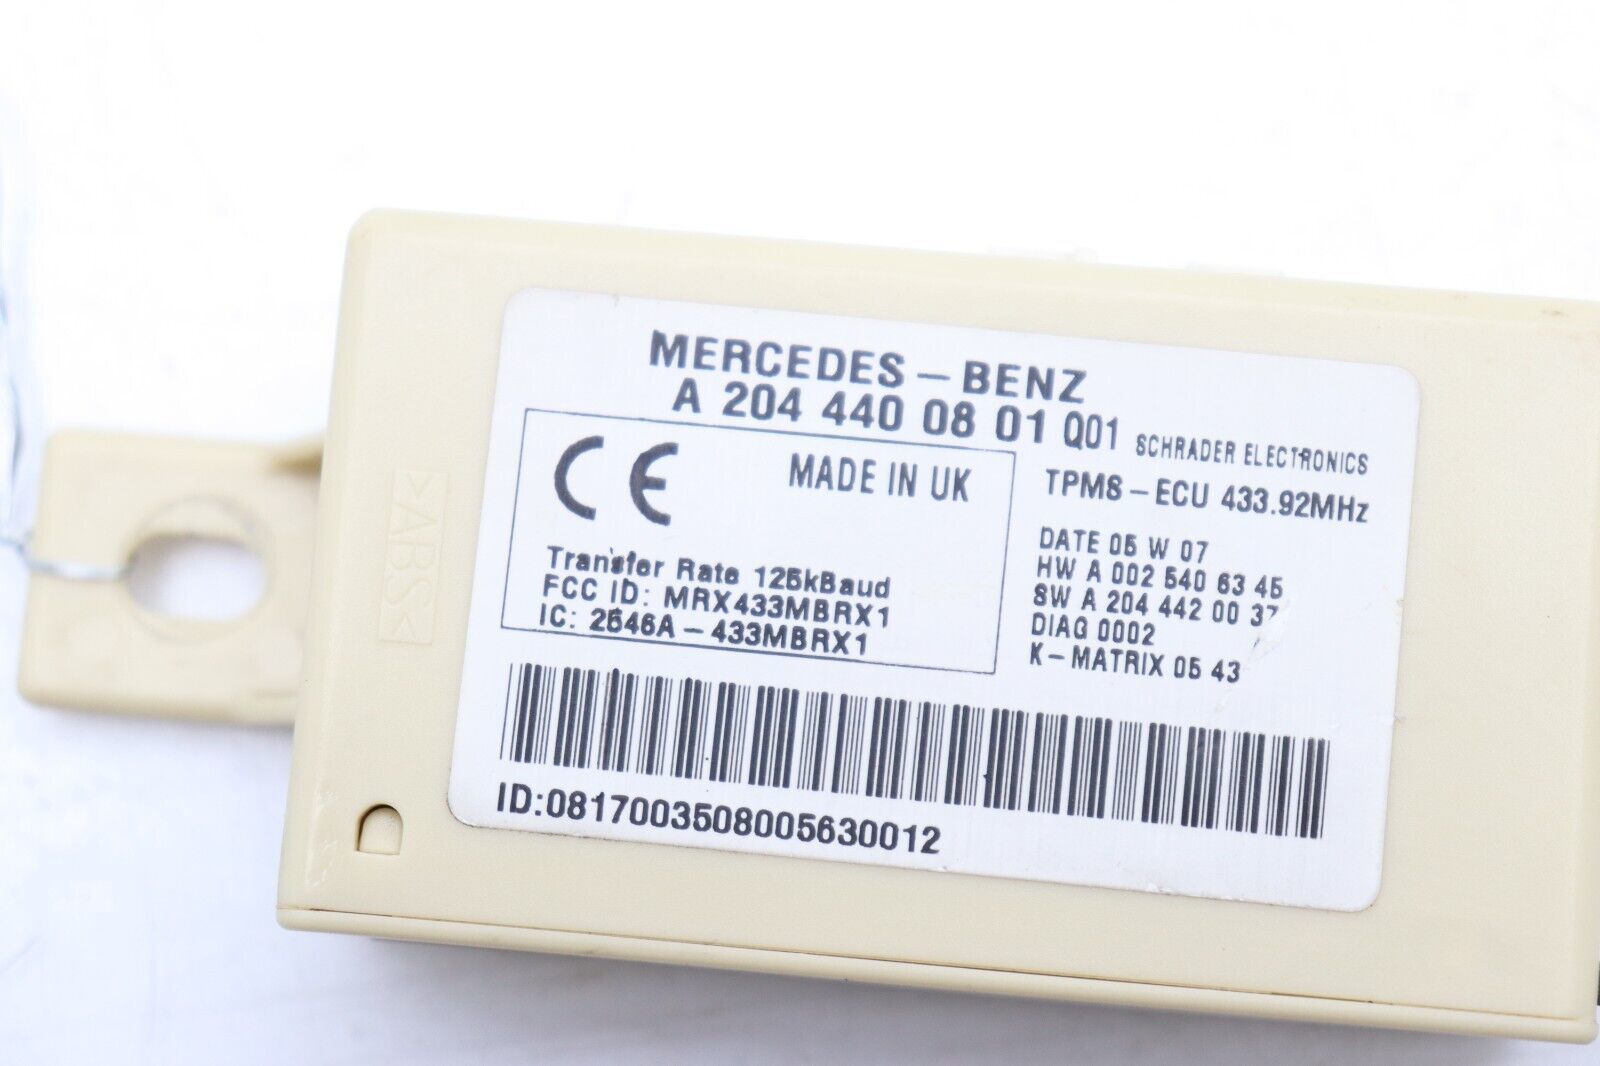 MERCEDES – BENZ
A 204 440 08 01 Q01 SCHRADER ELECTRONICS
CE MADE IN UK
TPMS – ECU 433.92MHz
Transfer Rate 125kBaud
FCC ID: MRX433MBRX1
IC: 2546A – 433MBRX1
DATE 05 W 07
HW A 002 540 63 45
SW A 204 442 00 37
DIAG 0002
K – MATRIX 05 43
ID:0817003508005630012
>ABS<